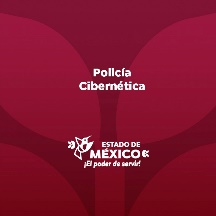 Policía
Cibernética
ESTADO DE
MÉXICO
¡El poder de servir!